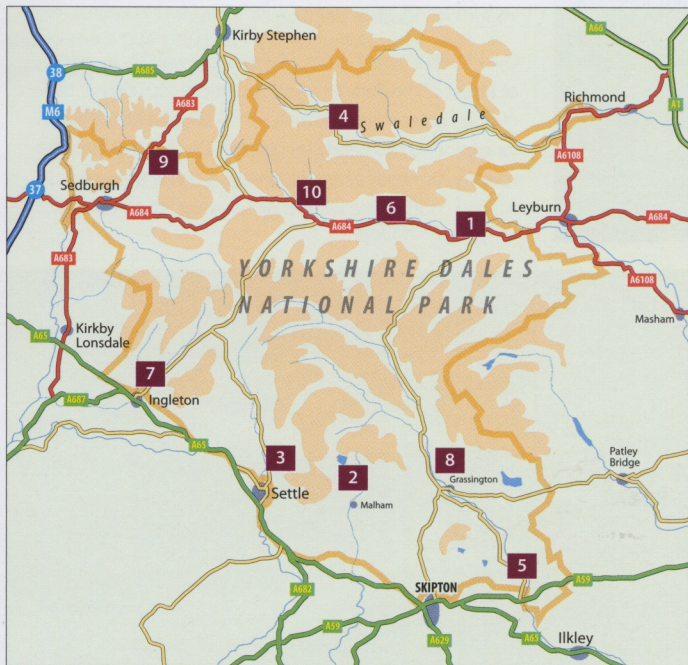 Kirby Stephen
A66
38
A685
A683
M6
A1
Richmond
4
Swaledale
A6108
9
37
Sedburgh
10
6
1
Leyburn
A684
A684
A684
A683
YORKSHIRE DALES
NATIONAL PARK
A6108
Masham
Kirkby
Lonsdale
A65
7
A687
Ingleton
A65
3
Settle
2
Malham
8
Grassington
Patley
Bridge
5
A682
SKIPTON
A59
A59
A629
A65
Ilkley